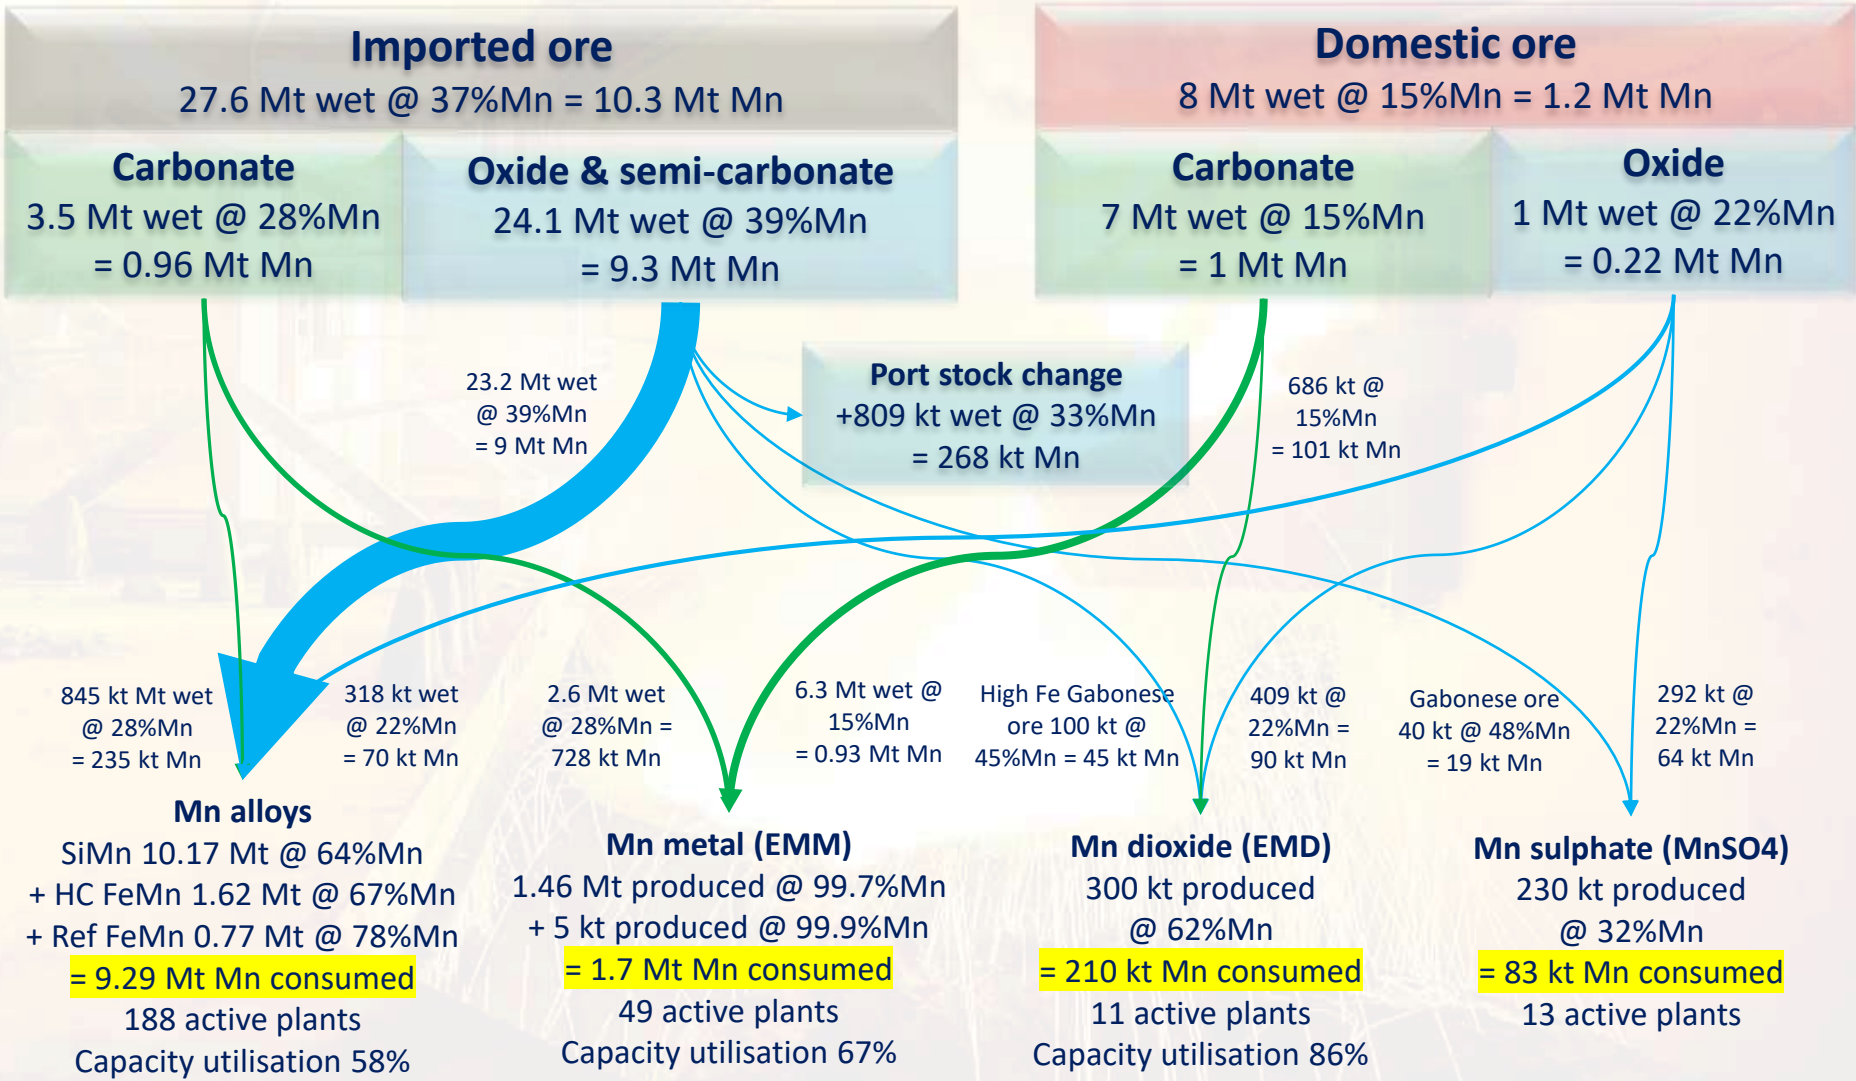 Imported ore
27.6 Mt wet @ 37%Mn = 10.3 Mt Mn
Domestic ore
8 Mt wet @ 15%Mn = 1.2 Mt Mn
Carbonate
3.5 Mt wet @ 28%Mn
= 0.96 Mt Mn
Oxide & semi-carbonate
24.1 Mt wet @ 39%Mn
= 9.3 Mt Mn
Carbonate
7 Mt wet @ 15%Mn
= 1 Mt Mn
Oxide
1 Mt wet @ 22%Mn
= 0.22 Mt Mn
23.2 Mt wet
@ 39%Mn
= 9 Mt Mn
Port stock change
+809 kt wet @ 33%Mn
= 268 kt Mn
686 kt @
15%Mn
= 101 kt Mn
845 kt Mt wet
@ 28%Mn
= 235 kt Mn
318 kt wet
@ 22%Mn
= 70 kt Mn
2.6 Mt wet
@ 28%Mn =
728 kt Mn
6.3 Mt wet @
15%Mn
= 0.93 Mt Mn
High Fe Gabonese
ore 100 kt @
45%Mn = 45 kt Mn
409 kt @
22%Mn =
90 kt Mn
Gabonese ore
40 kt @ 48%Mn
= 19 kt Mn
292 kt @
22%Mn =
64 kt Mn
Mn alloys
SiMn 10.17 Mt @ 64%Mn
+ HC FeMn 1.62 Mt @ 67%Mn
+ Ref FeMn 0.77 Mt @ 78%Mn
= 9.29 Mt Mn consumed
188 active plants
Capacity utilisation 58%
Mn metal (EMM)
1.46 Mt produced @ 99.7%Mn
+ 5 kt produced @ 99.9%Mn
= 1.7 Mt Mn consumed
49 active plants
Capacity utilisation 67%
Mn dioxide (EMD)
300 kt produced
@ 62%Mn
= 210 kt Mn consumed
11 active plants
Capacity utilisation 86%
Mn sulphate (MnSO4)
230 kt produced
@ 32%Mn
= 83 kt Mn consumed
13 active plants